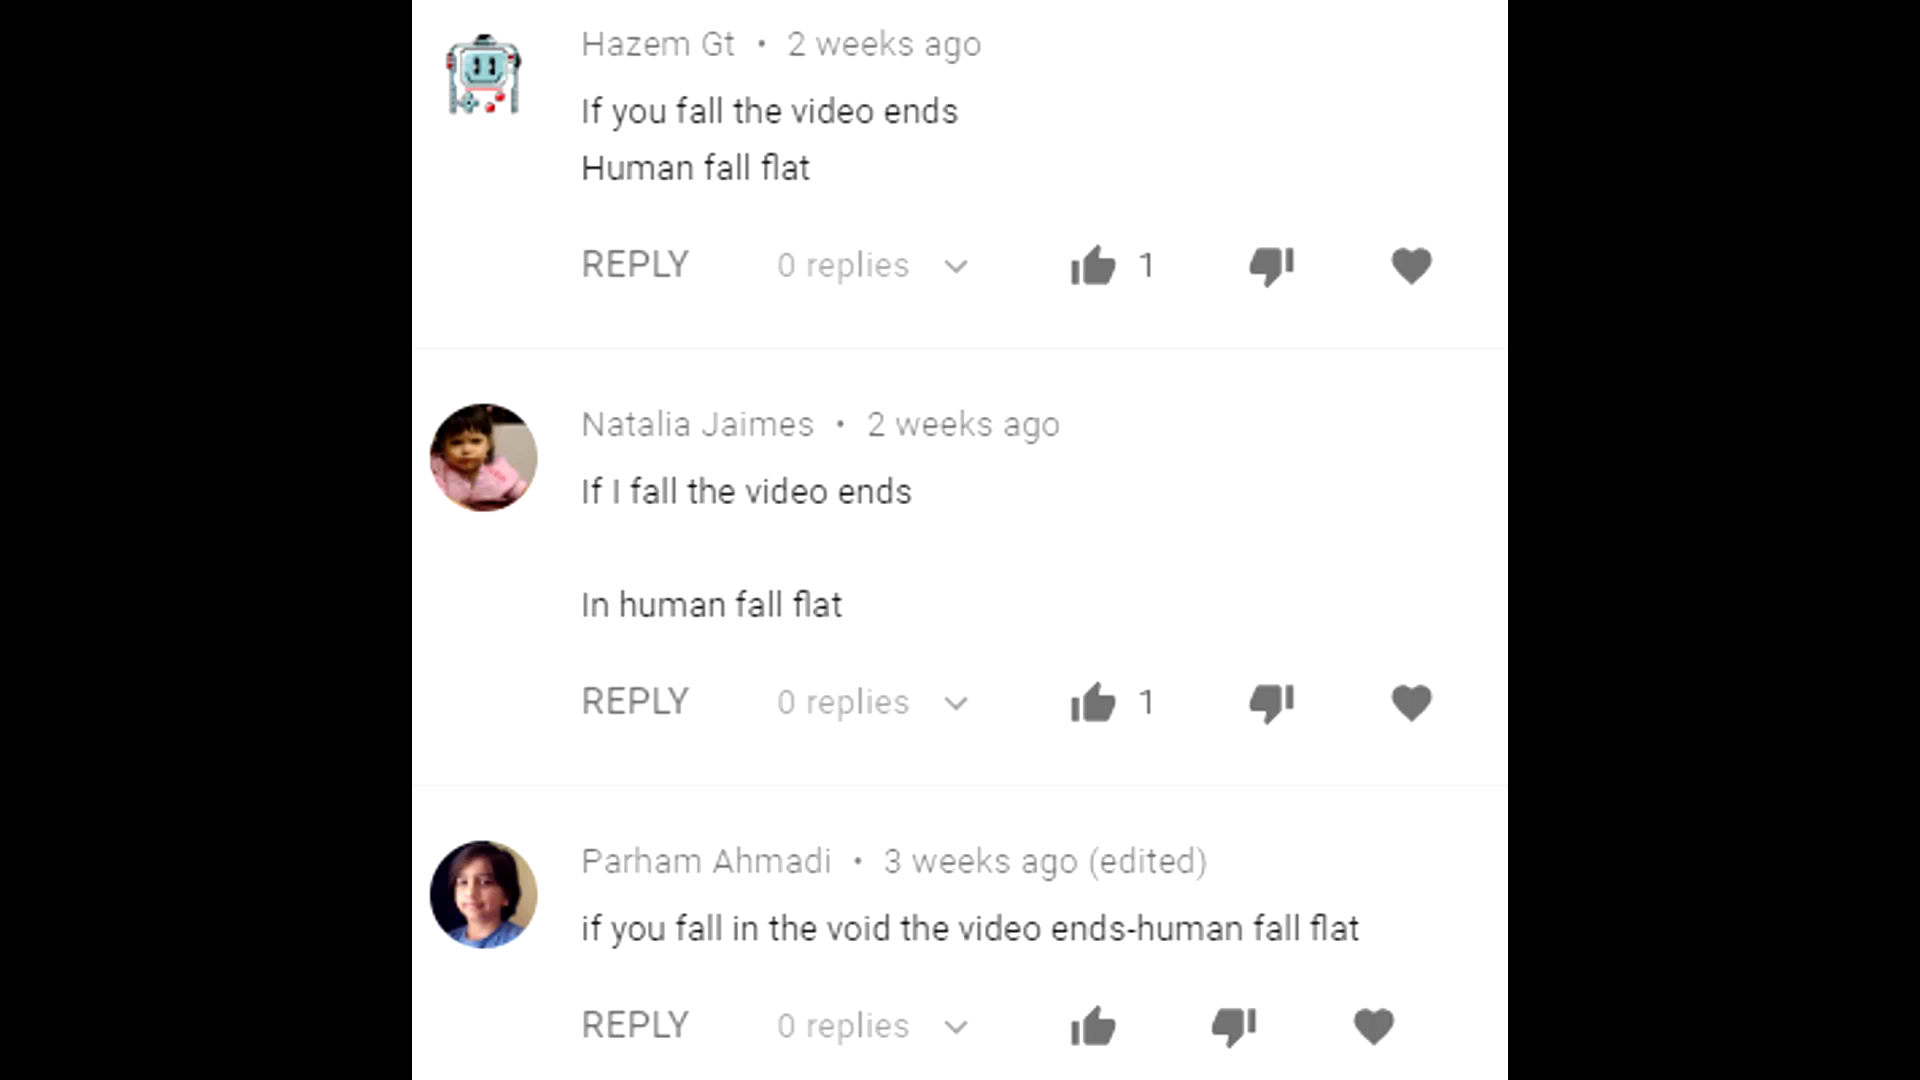 Hazem Gt • 2 weeks ago
If you fall the video ends
Human fall flat
REPLY 0 replies 1
Natalia Jaimes • 2 weeks ago
If I fall the video ends
In human fall flat
REPLY 0 replies 1
Parham Ahmadi • 3 weeks ago (edited)
if you fall in the void the video ends-human fall flat
REPLY 0 replies